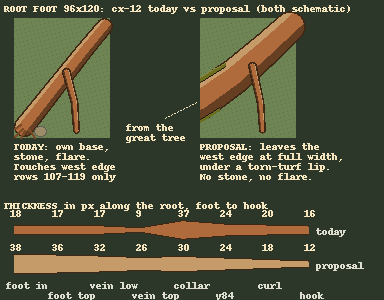 ROOT FOOT 96x120: cx-12 today vs proposal (both schematic)
from the
great tree
TODAY: own base,
stone, flare.
Touches west edge
rows 107-119 only
PROPOSAL: leaves the
west edge at full width,
under a torn-turf lip.
No stone, no flare.
THICKNESS in px along the root, foot to hook
18 17 17 9 37 24 20 16
today
38 36 32 26 30 24 18 12
proposal
foot in vein low collar curl
foot top vein top y84 hook